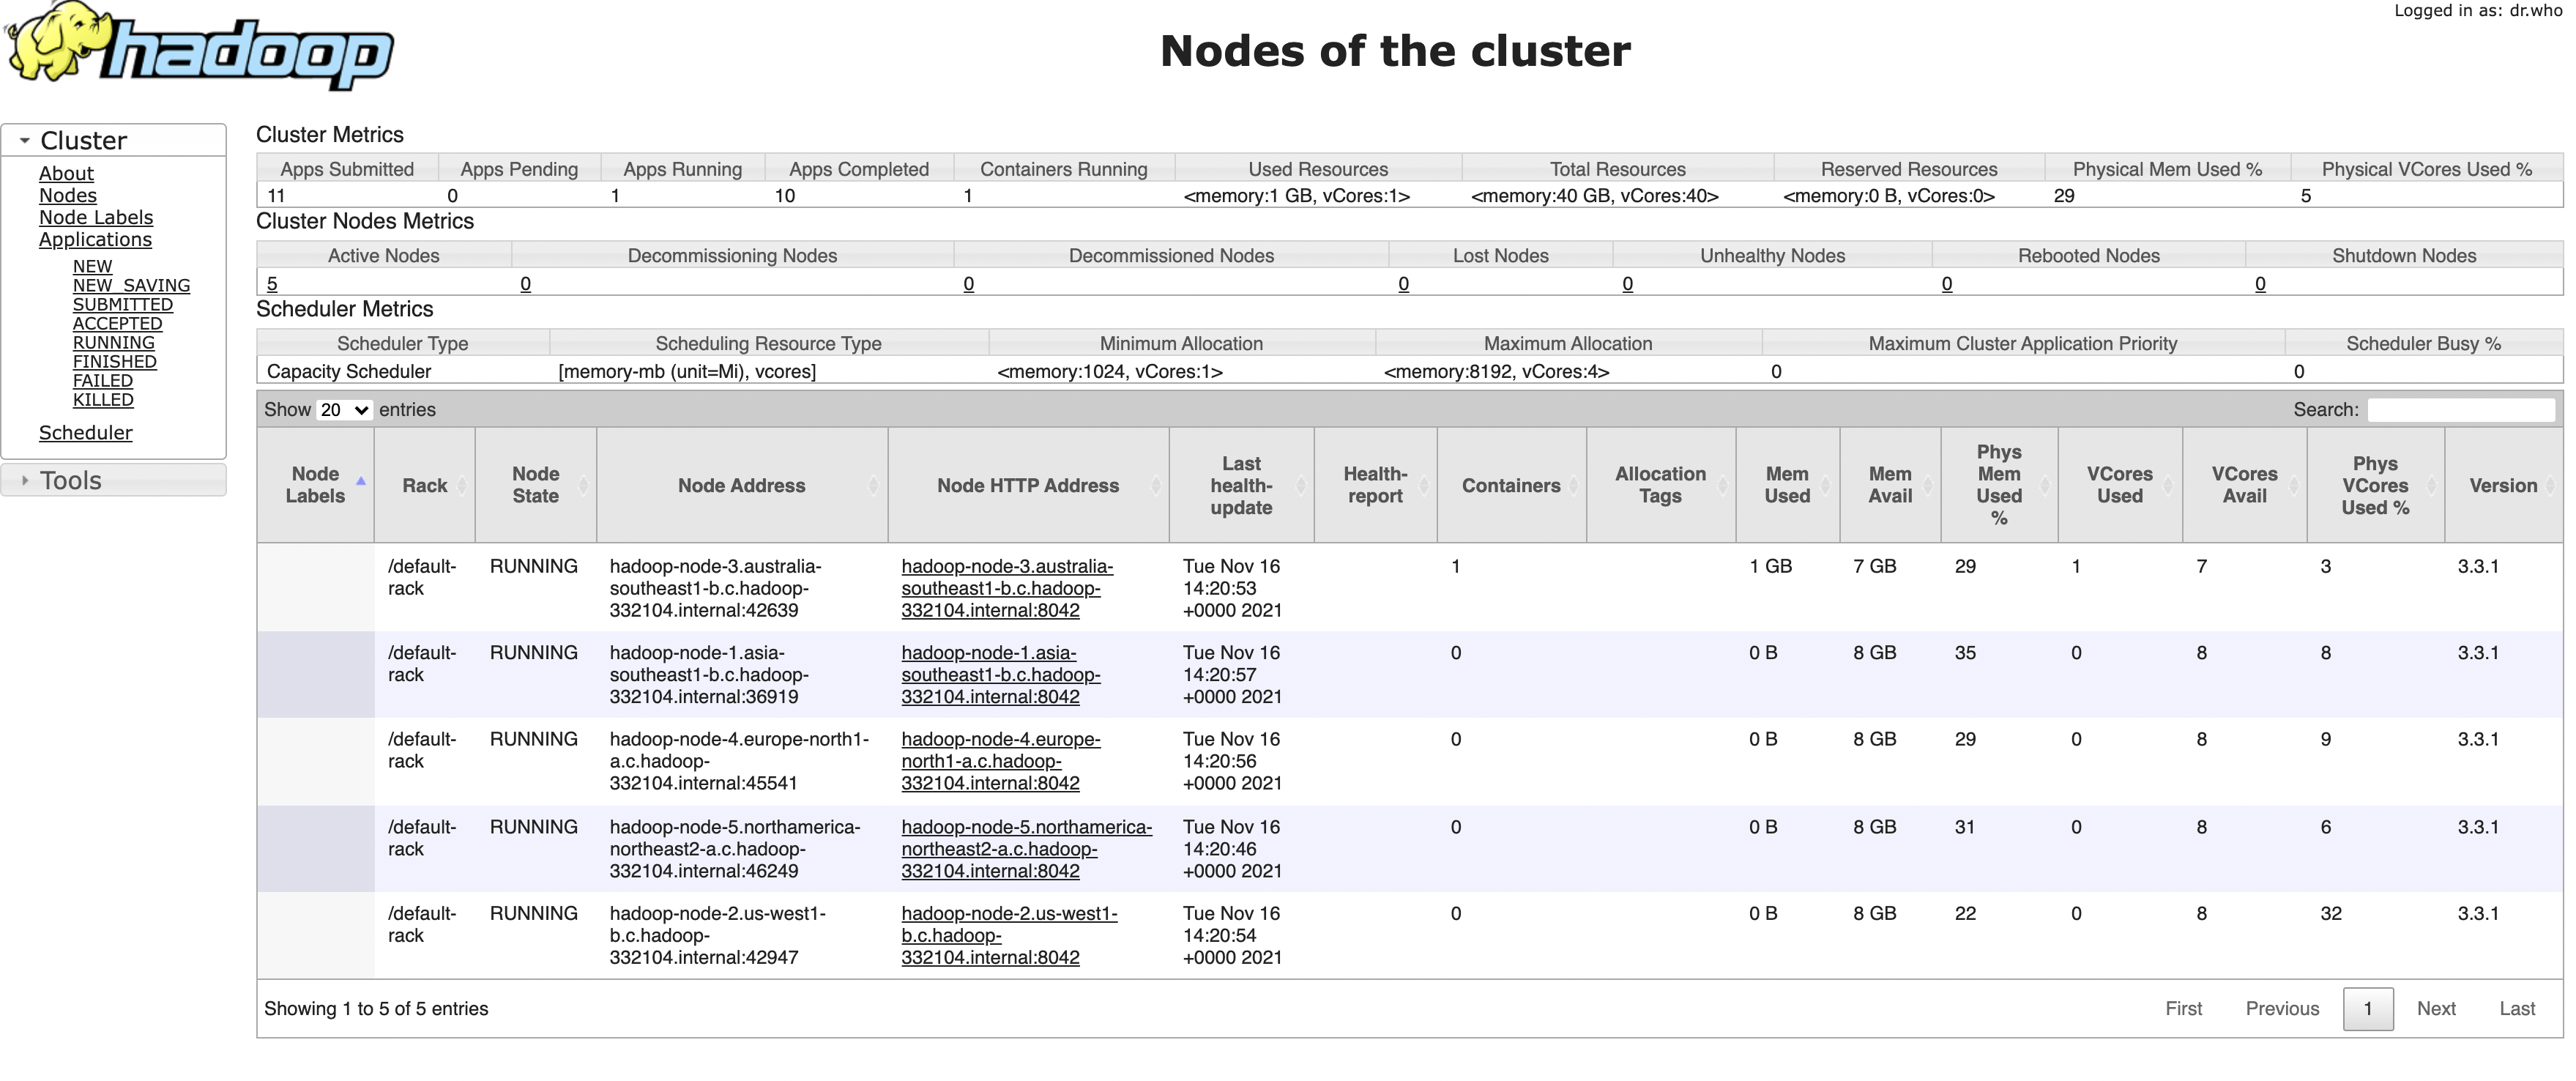 Logged in as: dr.who
hadoop
Nodes of the cluster
Cluster
About
Nodes
Node Labels
Applications
NEW
NEW_SAVING
SUBMITTED
ACCEPTED
RUNNING
FINISHED
FAILED
KILLED
Scheduler
Tools
Cluster Metrics
Apps Submitted Apps Pending Apps Running Apps Completed Containers Running Used Resources Total Resources Reserved Resources Physical Mem Used % Physical VCores Used %
11 0 1 10 1 <memory:1 GB, vCores:1> <memory:40 GB, vCores:40> <memory:0 B, vCores:0> 29 5
Cluster Nodes Metrics
Active Nodes Decommissioning Nodes Decommissioned Nodes Lost Nodes Unhealthy Nodes Rebooted Nodes Shutdown Nodes
5 0 0 0 0 0 0
Scheduler Metrics
Scheduler Type Scheduling Resource Type Minimum Allocation Maximum Allocation Maximum Cluster Application Priority Scheduler Busy %
Capacity Scheduler [memory-mb (unit=Mi), vcores] <memory:1024, vCores:1> <memory:8192, vCores:4> 0 0
Show 20 entries Search:
Node Labels Rack Node State Node Address Node HTTP Address Last health-update Health-report Containers Allocation Tags Mem Used Mem Avail Phys Mem Used % VCores Used VCores Avail Phys VCores Used % Version
/default- RUNNING hadoop-node-3.australia- hadoop-node-3.australia- Tue Nov 16 1 1 GB 7 GB 29 1 7 3 3.3.1
rack southeast1-b.c.hadoop- southeast1-b.c.hadoop- 14:20:53
332104.internal:42639 332104.internal:8042 +0000 2021
/default- RUNNING hadoop-node-1.asia- hadoop-node-1.asia- Tue Nov 16 0 0 B 8 GB 35 0 8 8 3.3.1
rack southeast1-b.c.hadoop- southeast1-b.c.hadoop- 14:20:57
332104.internal:36919 332104.internal:8042 +0000 2021
/default- RUNNING hadoop-node-4.europe-north1- hadoop-node-4.europe- Tue Nov 16 0 0 B 8 GB 29 0 8 9 3.3.1
rack a.c.hadoop- north1-a.c.hadoop- 14:20:56
332104.internal:45541 332104.internal:8042 +0000 2021
/default- RUNNING hadoop-node-5.northamerica- hadoop-node-5.northamerica- Tue Nov 16 0 0 B 8 GB 31 0 8 6 3.3.1
rack northeast2-a.c.hadoop- northeast2-a.c.hadoop- 14:20:46
332104.internal:46249 332104.internal:8042 +0000 2021
/default- RUNNING hadoop-node-2.us-west1- hadoop-node-2.us-west1- Tue Nov 16 0 0 B 8 GB 22 0 8 32 3.3.1
rack b.c.hadoop- b.c.hadoop- 14:20:54
332104.internal:42947 332104.internal:8042 +0000 2021
Showing 1 to 5 of 5 entries First Previous 1 Next Last